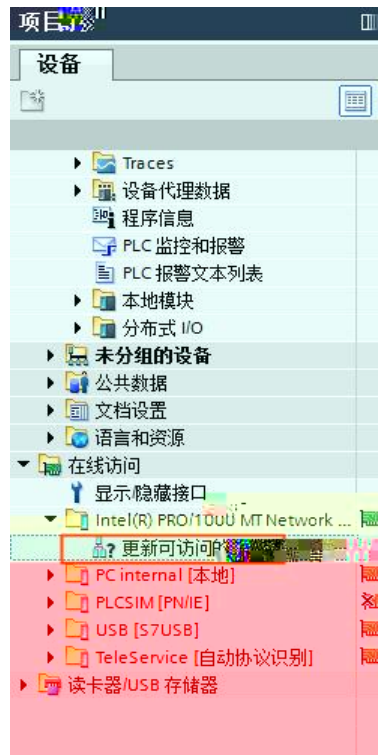 项目
设备
Traces
设备代理数据
程序信息
PLC 监控和报警
PLC 报警文本列表
本地模块
分布式 I/O
未分组的设备
公共数据
文档设置
语言和资源
在线访问
显示/隐藏接口
Intel(R) PRO/1000 MT Network ...
更新可访问的
PC internal [本地]
PLCSIM [PN/IE]
USB [S7USB]
TeleService [自动协议识别]
读卡器/USB 存储器